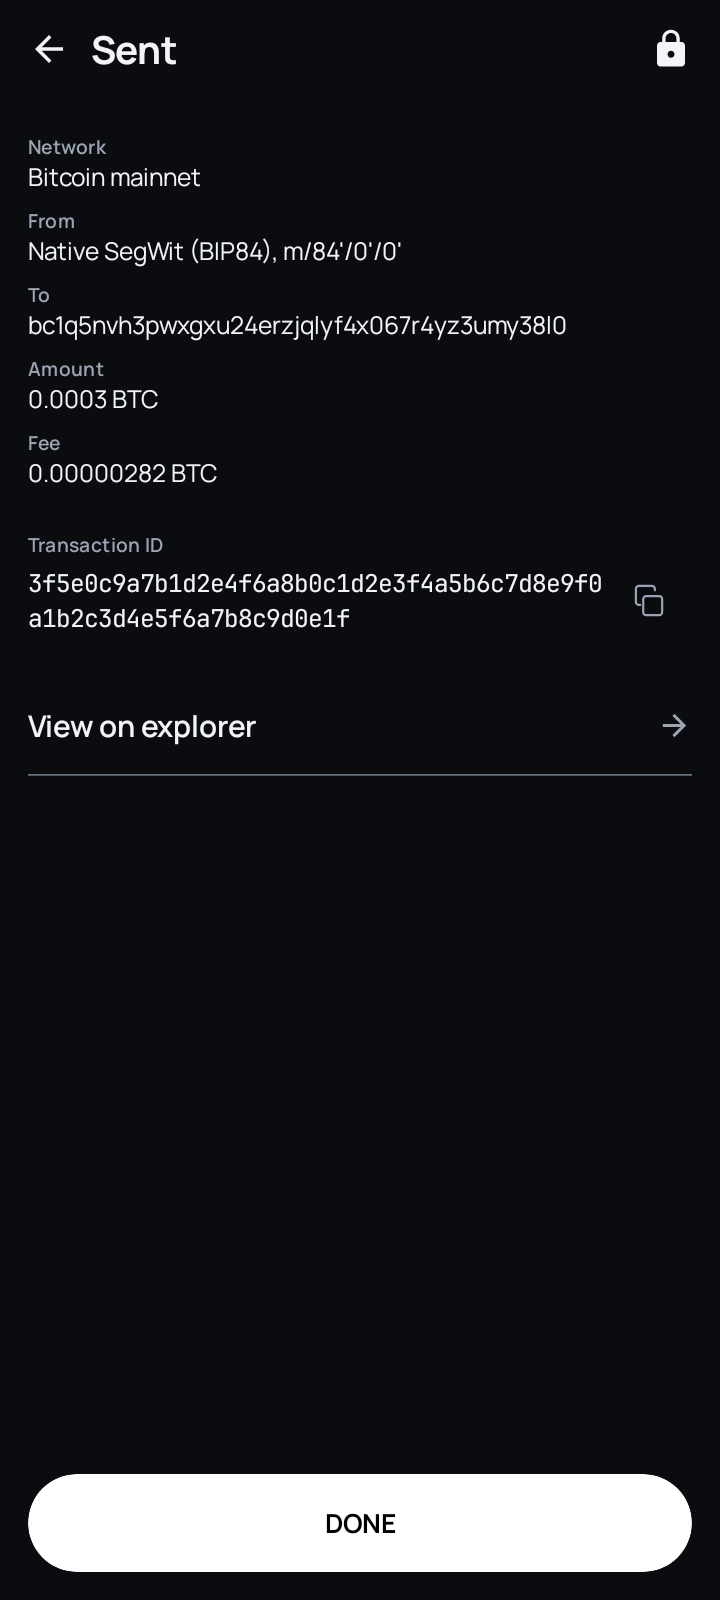 Sent
Network
Bitcoin mainnet
From
Native SegWit (BIP84), m/84'/0'/0'
To
bc1q5nvh3pwxgxu24erzjqlyf4x067r4yz3umy38l0
Amount
0.0003 BTC
Fee
0.00000282 BTC
Transaction ID
3f5e0c9a7b1d2e4f6a8b0c1d2e3f4a5b6c7d8e9f0
a1b2c3d4e5f6a7b8c9d0e1f
View on explorer
DONE